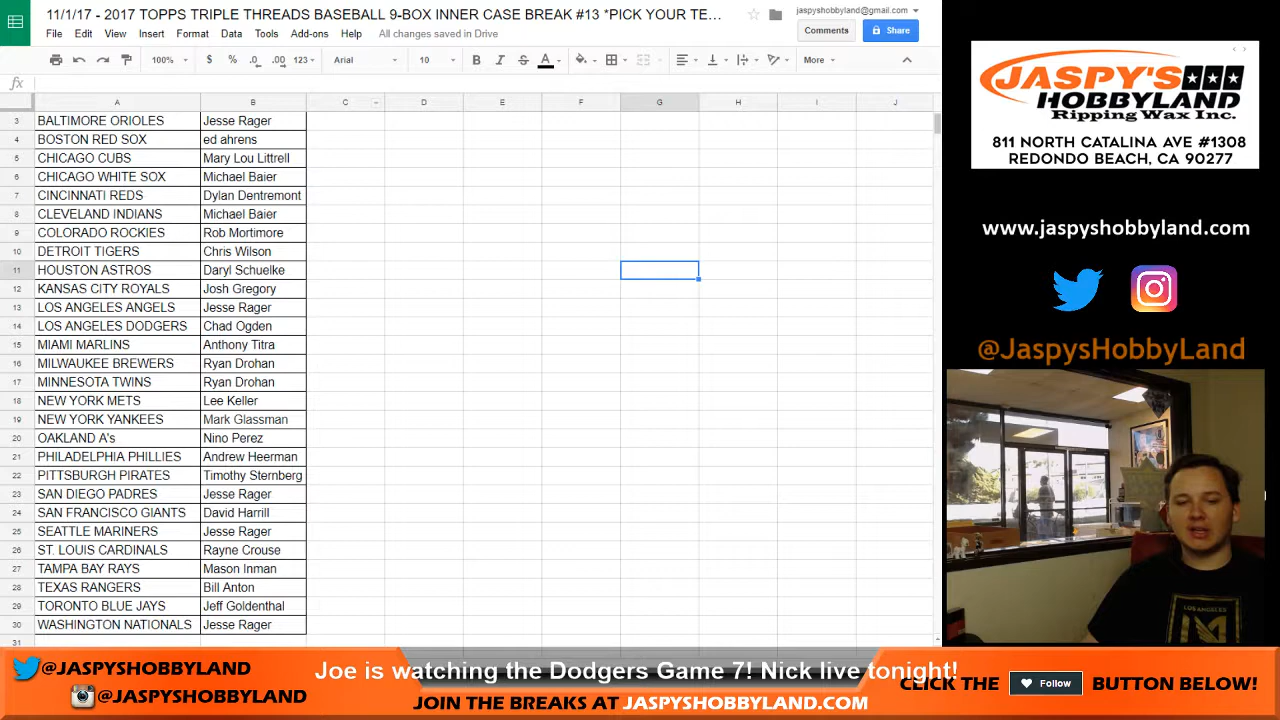 11/1/17 - 2017 TOPPS TRIPLE THREADS BASEBALL 9-BOX INNER CASE BREAK #13 *PICK YOUR TE...
jaspyshobbyland@gmail.com
File Edit View Insert Format Data Tools Add-ons Help All changes saved in Drive
Comments Share
100% $ % .0 .00 123 Arial 10 B I S A More
fx
A B C D E F G H I J
3 BALTIMORE ORIOLES Jesse Rager
4 BOSTON RED SOX ed ahrens
5 CHICAGO CUBS Mary Lou Littrell
6 CHICAGO WHITE SOX Michael Baier
7 CINCINNATI REDS Dylan Dentremont
8 CLEVELAND INDIANS Michael Baier
9 COLORADO ROCKIES Rob Mortimore
10 DETROIT TIGERS Chris Wilson
11 HOUSTON ASTROS Daryl Schuelke
12 KANSAS CITY ROYALS Josh Gregory
13 LOS ANGELES ANGELS Jesse Rager
14 LOS ANGELES DODGERS Chad Ogden
15 MIAMI MARLINS Anthony Titra
16 MILWAUKEE BREWERS Ryan Drohan
17 MINNESOTA TWINS Ryan Drohan
18 NEW YORK METS Lee Keller
19 NEW YORK YANKEES Mark Glassman
20 OAKLAND A's Nino Perez
21 PHILADELPHIA PHILLIES Andrew Heerman
22 PITTSBURGH PIRATES Timothy Sternberg
23 SAN DIEGO PADRES Jesse Rager
24 SAN FRANCISCO GIANTS David Harrill
25 SEATTLE MARINERS Jesse Rager
26 ST. LOUIS CARDINALS Rayne Crouse
27 TAMPA BAY RAYS Mason Inman
28 TEXAS RANGERS Bill Anton
29 TORONTO BLUE JAYS Jeff Goldenthal
30 WASHINGTON NATIONALS Jesse Rager
31
JASPY'S
HOBBYLAND
Ripping Wax Inc.
811 NORTH CATALINA AVE #1308
REDONDO BEACH, CA 90277
www.jaspyshobbyland.com
@JaspysHobbyLand
LOS ANGELES
@JASPYSHOBBYLAND
@JASPYSHOBBYLAND
Joe is watching the Dodgers Game 7! Nick live tonight!
JOIN THE BREAKS AT JASPYSHOBBYLAND.COM
CLICK THE Follow BUTTON BELOW!